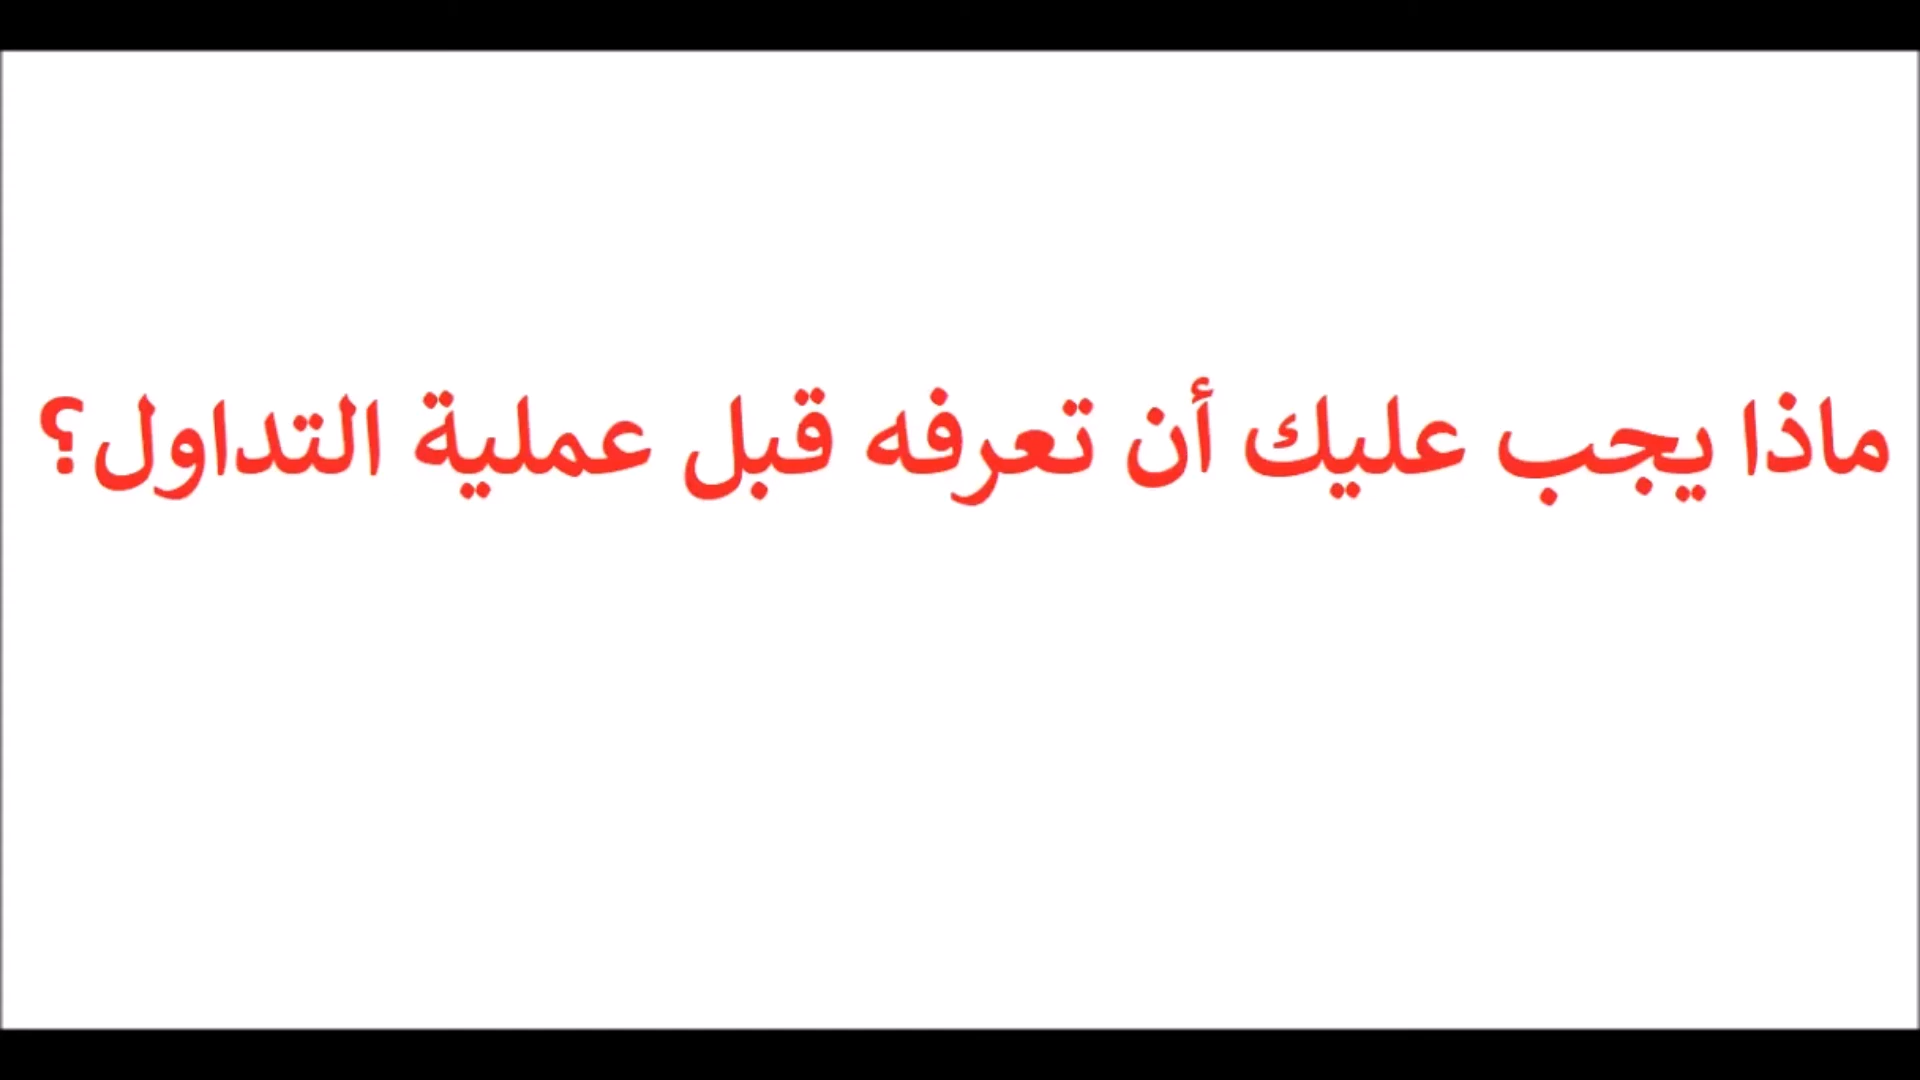 ماذا يجب عليك أن تعرفه قبل عملية التداول؟